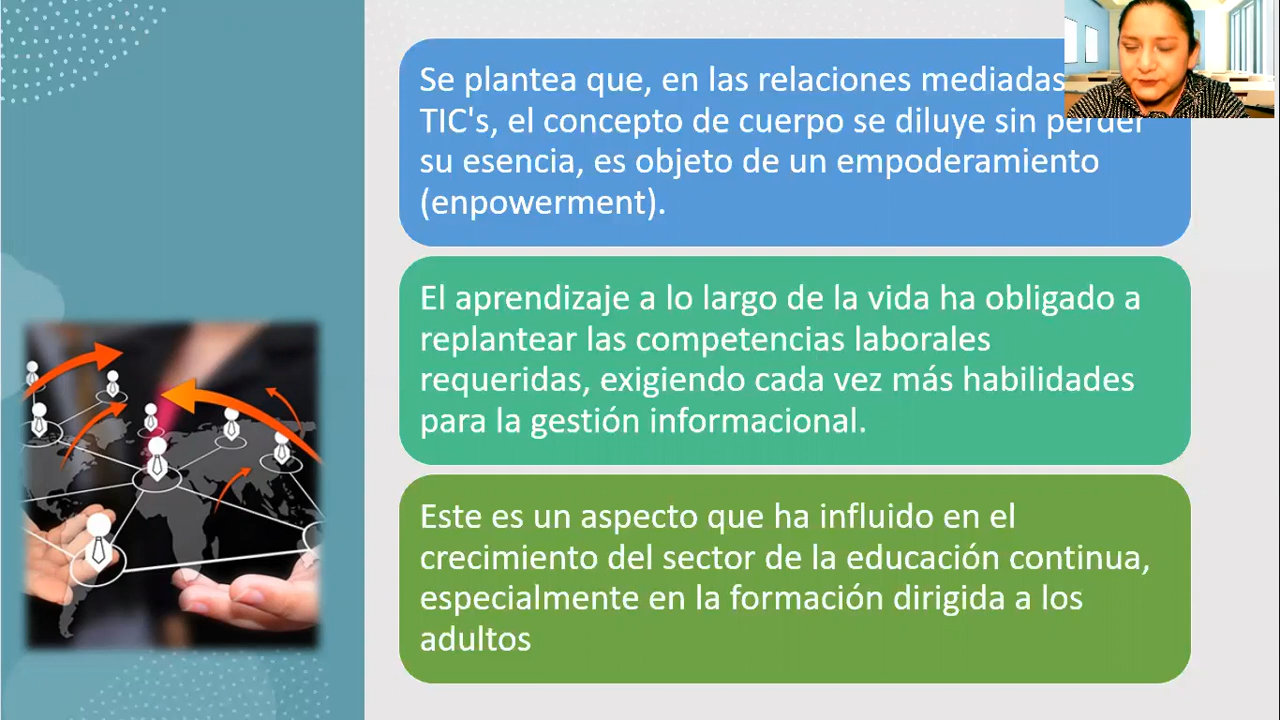 Se plantea que, en las relaciones mediadas
TIC's, el concepto de cuerpo se diluye sin perder
su esencia, es objeto de un empoderamiento
(enpowerment).
El aprendizaje a lo largo de la vida ha obligado a
replantear las competencias laborales
requeridas, exigiendo cada vez más habilidades
para la gestión informacional.
Este es un aspecto que ha influido en el
crecimiento del sector de la educación continua,
especialmente en la formación dirigida a los
adultos